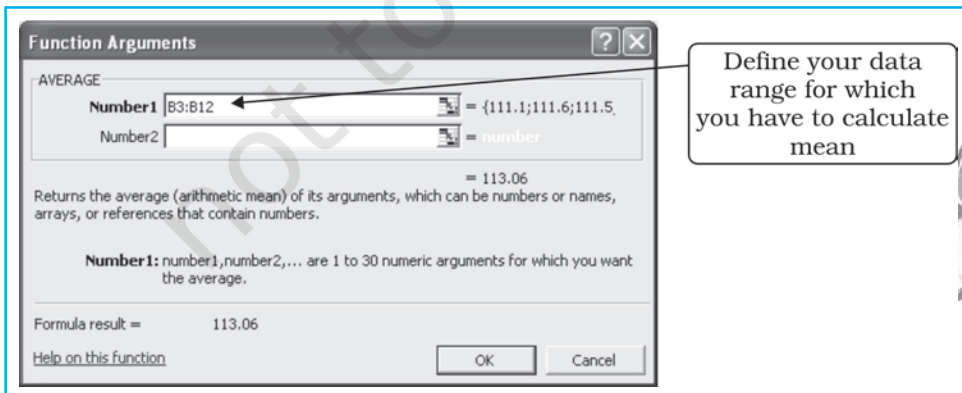 Function Arguments
AVERAGE
Number1 B3:B12 = {111.1;111.6;111.5
Number2 = number
= 113.06
Returns the average (arithmetic mean) of its arguments, which can be numbers or names,
arrays, or references that contain numbers.
Number1: number1,number2,... are 1 to 30 numeric arguments for which you want
the average.
Formula result = 113.06
Help on this function
OK Cancel
Define your data
range for which
you have to calculate
mean
not to